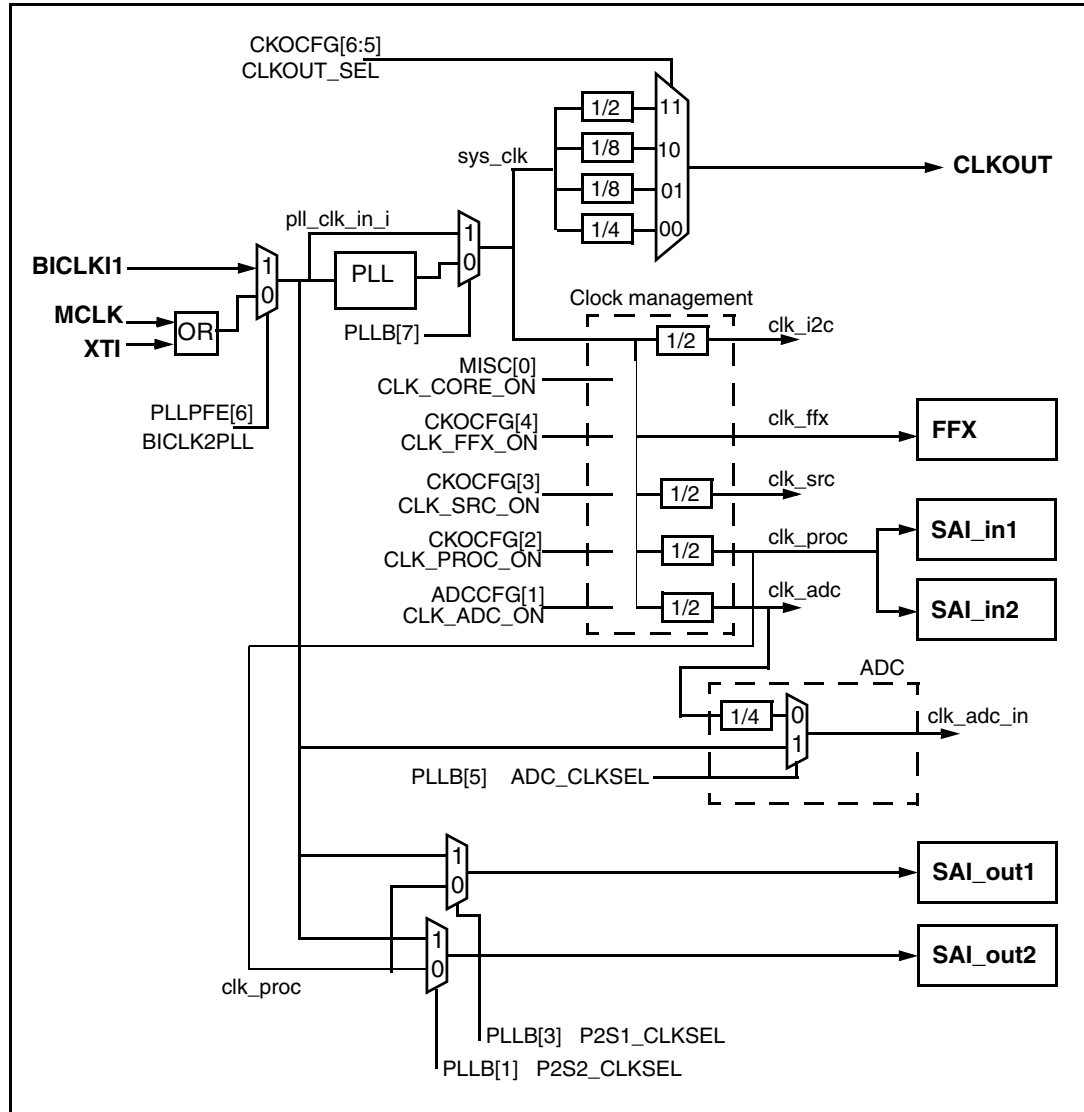 CKOCFG[6:5]
CLKOUT_SEL
1/2
11
1/8
10
sys_clk
CLKOUT
1/8
01
1/4
00
pll_clk_in_i
1
0
BICLKI1
1
0
PLL
MCLK
OR
XTI
PLLB[7]
Clock management
1/2
clk_i2c
MISC[0]
CLK_CORE_ON
PLLPFE[6]
BICLK2PLL
CKOCFG[4]
CLK_FFX_ON
clk_ffx
FFX
CKOCFG[3]
CLK_SRC_ON
1/2
clk_src
CKOCFG[2]
CLK_PROC_ON
1/2
clk_proc
SAI_in1
SAI_in2
ADCCFG[1]
CLK_ADC_ON
1/2
clk_adc
ADC
1/4
0
1
clk_adc_in
PLLB[5] ADC_CLKSEL
1
0
SAI_out1
1
0
SAI_out2
clk_proc
PLLB[3] P2S1_CLKSEL
PLLB[1] P2S2_CLKSEL